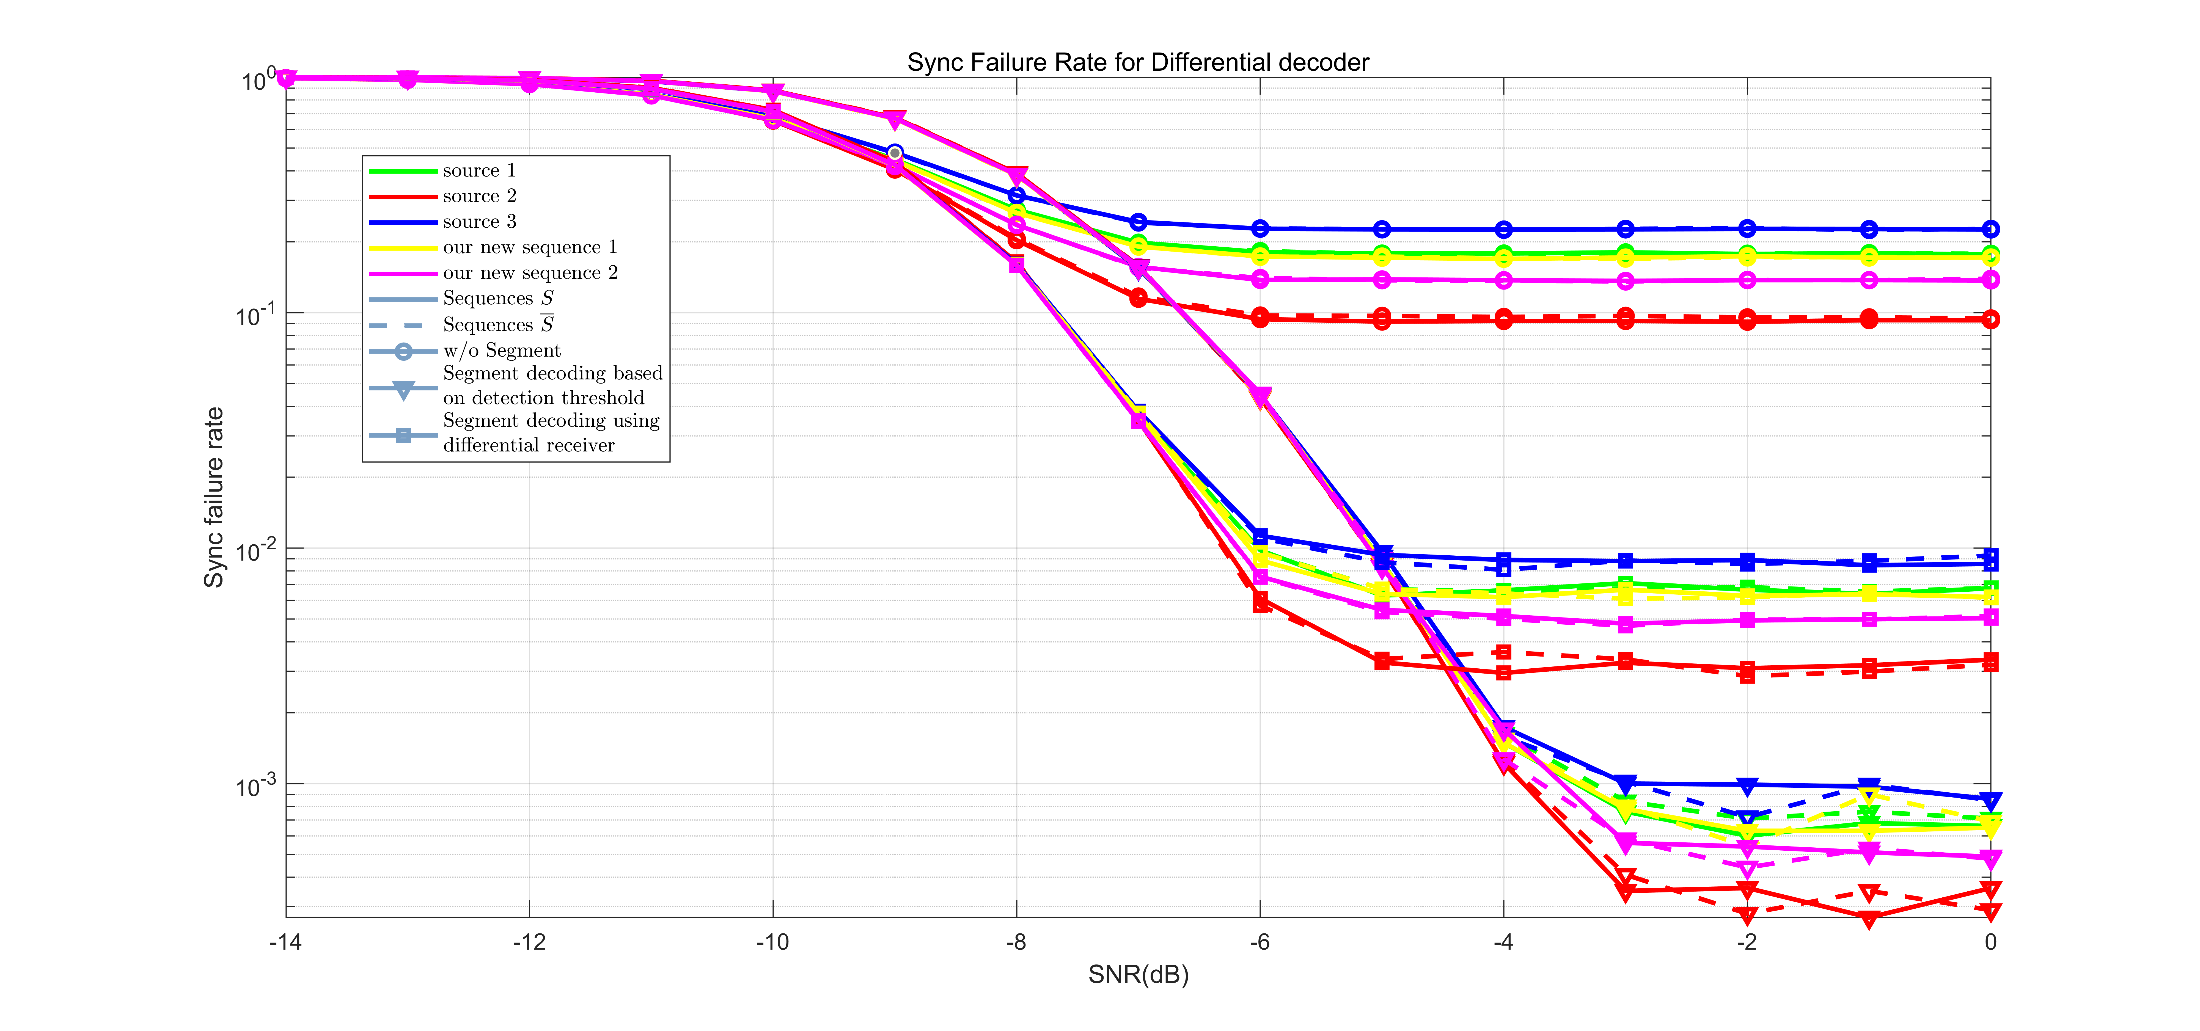 Sync Failure Rate for Differential decoder
10^0
10^-1
10^-2
10^-3
Sync failure rate
source 1
source 2
source 3
our new sequence 1
our new sequence 2
Sequences S
Sequences S̅
w/o Segment
Segment decoding based
on detection threshold
Segment decoding using
differential receiver
-14 -12 -10 -8 -6 -4 -2 0
SNR(dB)